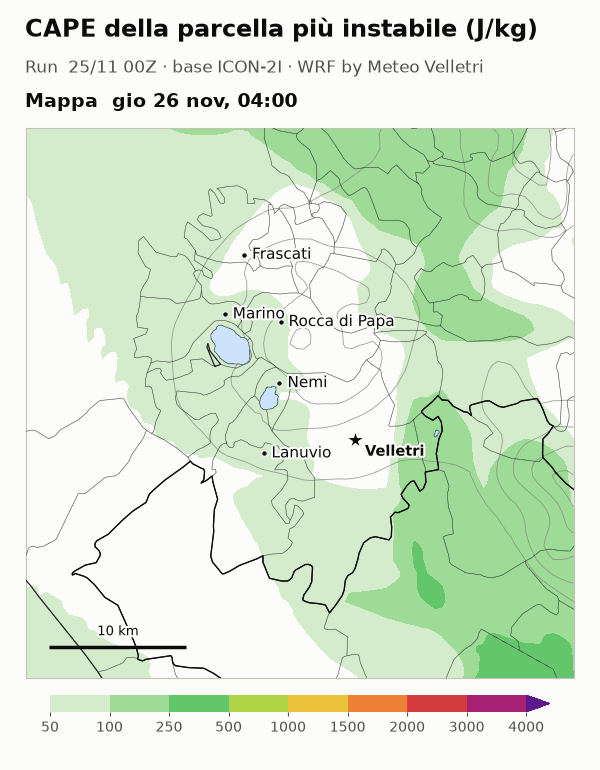 CAPE della parcella più instabile (J/kg)
Run  25/11 00Z · base ICON-2I · WRF by Meteo Velletri
Mappa  gio 26 nov, 04:00
Frascati
Marino
Rocca di Papa
Nemi
Velletri
Lanuvio
10 km
50 100 250 500 1000 1500 2000 3000 4000